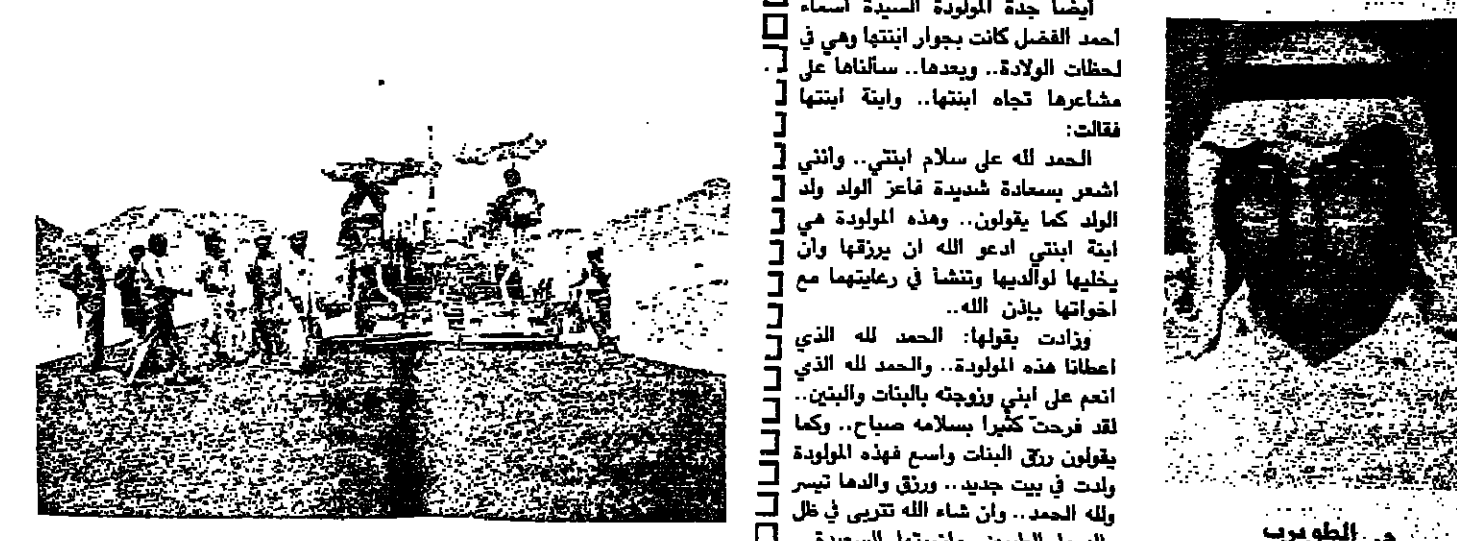 أيضا جدة المولودة السيدة اسماء
أحمد الفضل كانت بجوار ابنتها وهي في
لحظات الولادة.. وبعدها.. سألناها على
مشاعرها تجاه ابنتها.. وابنة ابنتها
فقالت:
الحمد لله على سلام ابنتي.. وانني
اشعر بسعادة شديدة فأعز الولد ولد
الولد كما يقولون.. وهذه المولودة هي
ابنة ابنتي ادعو الله ان يرزقها وان
يخليها لوالديها وتنشأ في رعايتهما مع
اخواتها بإذن الله..
وزادت بقولها: الحمد لله الذي
اعطانا هذه المولودة.. والحمد لله الذي
انعم على ابني وزوجته بالبنات والبنين..
لقد فرحت كثيرا بسلامه صباح.. وكما
يقولون رزق البنات واسع فهذه المولودة
ولدت في بيت جديد.. ورزق والدها تيسر
ولله الحمد.. وان شاء الله تتربى في ظل
السعيدة
الطويرب